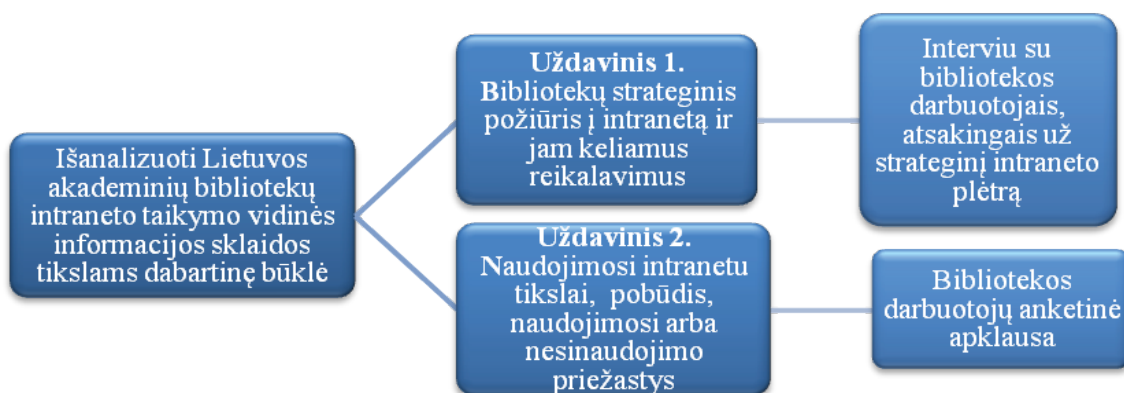 Išanalizuoti Lietuvos
akademinių bibliotekų
intraneto taikymo vidinės
informacijos sklaidos
tikslams dabartinę būklė
Uždavinis 1.
Bibliotekų strateginis
požiūris į intranetą ir
jam keliamus
reikalavimus
Interviu su
bibliotekos
darbuotojais,
atsakingais už
strateginį intraneto
plėtrą
Uždavinis 2.
Naudojimosi intranetu
tikslai, pobūdis,
naudojimosi arba
nesinaudojimo
priežastys
Bibliotekos
darbuotojų anketinė
apklausa